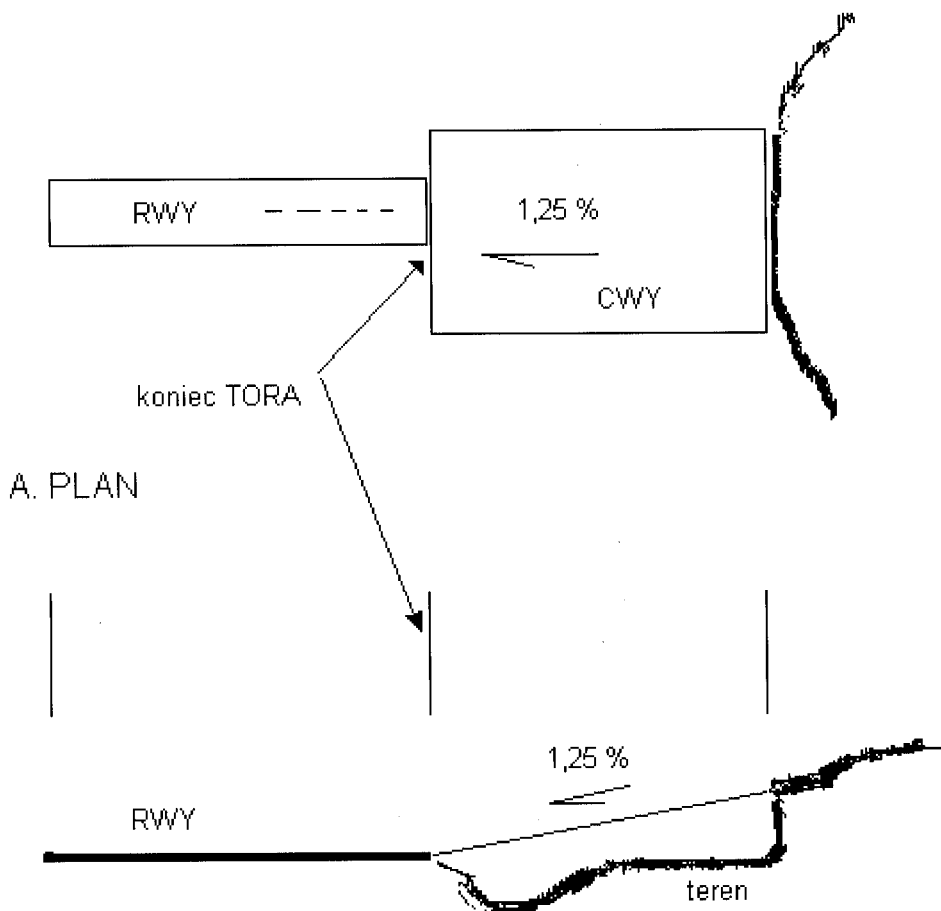 RWY
1,25 %
CWY
koniec TORA
A. PLAN
1,25 %
RWY
teren